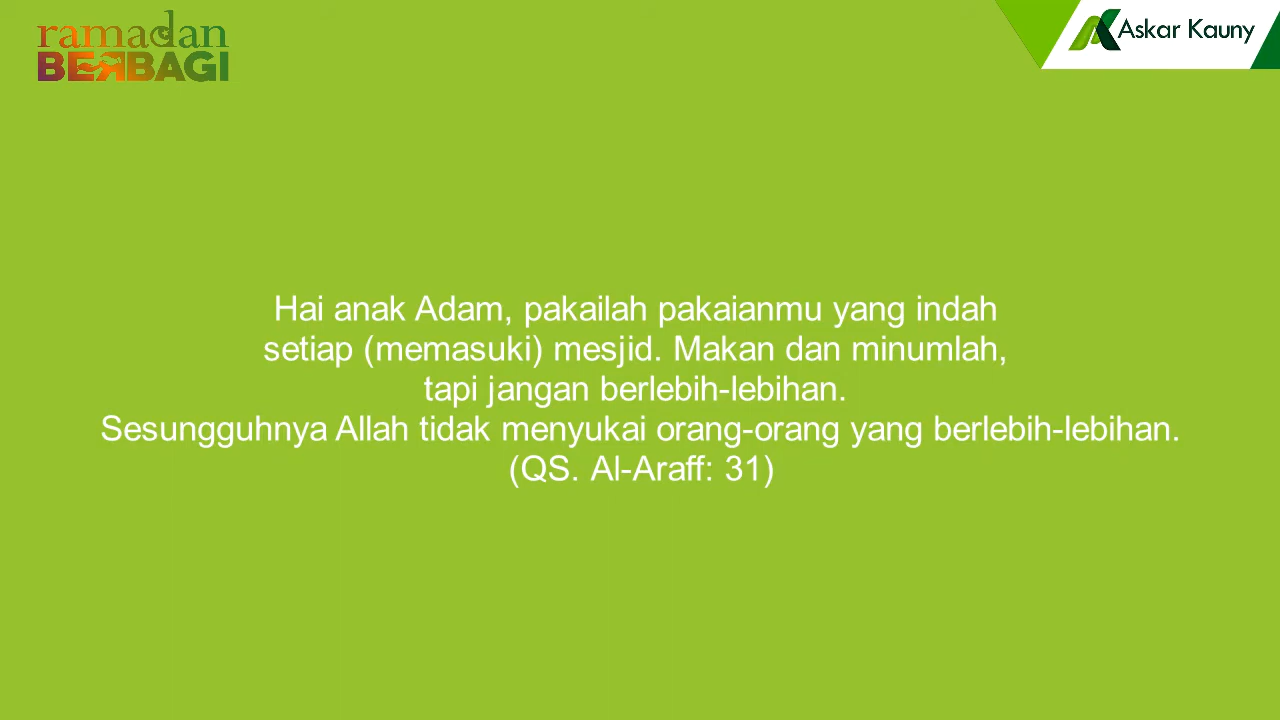 ramadan
BERBAGI
Askar Kauny
Hai anak Adam, pakailah pakaianmu yang indah
setiap (memasuki) mesjid. Makan dan minumlah,
tapi jangan berlebih-lebihan.
Sesungguhnya Allah tidak menyukai orang-orang yang berlebih-lebihan.
(QS. Al-Araff: 31)